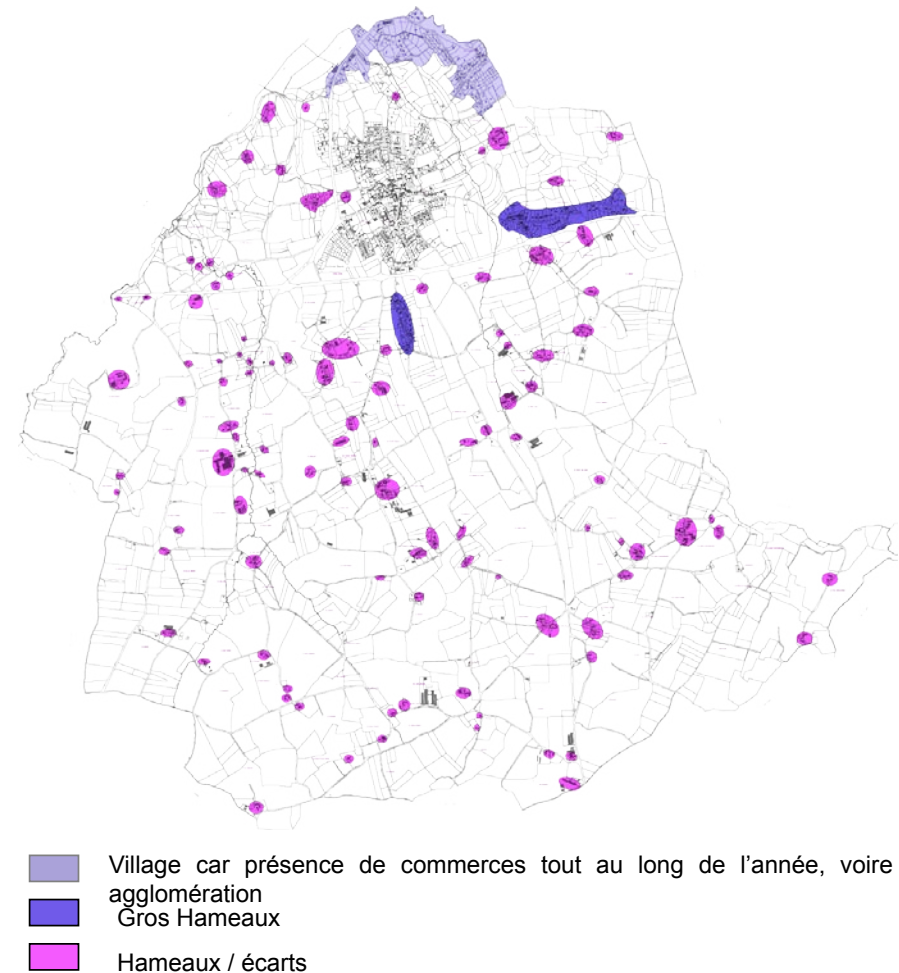 Village car présence de commerces tout au long de l’année, voire
agglomération
Gros Hameaux
Hameaux / écarts